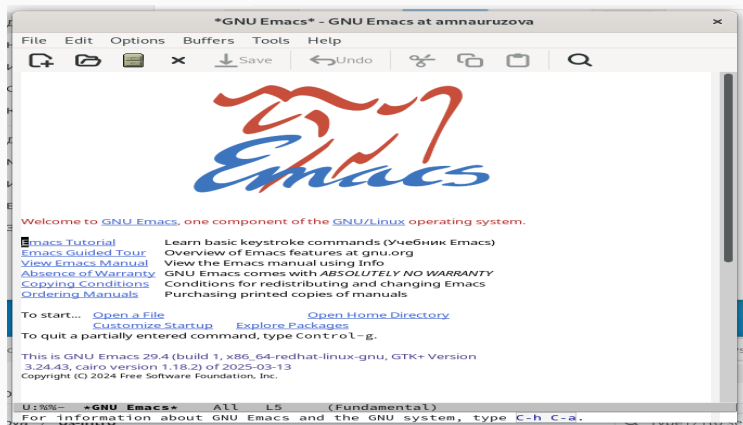 *GNU Emacs* - GNU Emacs at amnauruzova
File Edit Options Buffers Tools Help
Save Undo
Emacs
Welcome to GNU Emacs, one component of the GNU/Linux operating system.
Emacs Tutorial Learn basic keystroke commands (Учебник Emacs)
Emacs Guided Tour Overview of Emacs features at gnu.org
View Emacs Manual View the Emacs manual using Info
Absence of Warranty GNU Emacs comes with ABSOLUTELY NO WARRANTY
Copying Conditions Conditions for redistributing and changing Emacs
Ordering Manuals Purchasing printed copies of manuals
To start... Open a File Open Home Directory
Customize Startup Explore Packages
To quit a partially entered command, type Control-g.
This is GNU Emacs 29.4 (build 1, x86_64-redhat-linux-gnu, GTK+ Version
3.24.43, cairo version 1.18.2) of 2025-03-13
Copyright (C) 2024 Free Software Foundation, Inc.
U:%%- *GNU Emacs* All L5 (Fundamental)
For information about GNU Emacs and the GNU system, type C-h C-a.